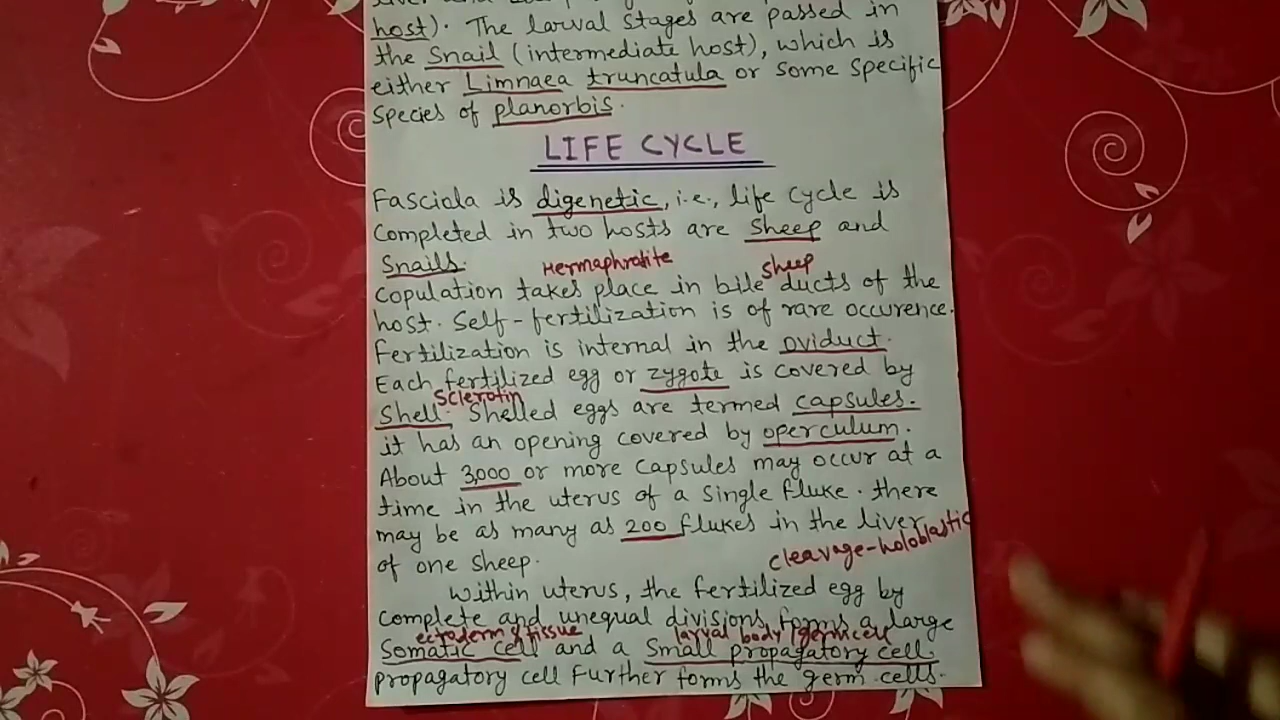 host). The larval stages are passed in
the Snail (intermediate host), which is
either Limnaea truncatula or some specific
species of planorbis.
LIFE CYCLE
Fasciola is digenetic, i.e., life cycle is
completed in two hosts are sheep and
Snails.
Hermaphrotite sheep
copulation takes place in bile ducts of the
host. Self-fertilization is of rare occurence.
Fertilization is internal in the oviduct.
Each fertilized egg or zygote is covered by
Sclerotin
Shell. Shelled eggs are termed capsules.
it has an opening covered by operculum.
About 3,000 or more capsules may occur at a
time in the uterus of a single fluke. there
may be as many as 200 flukes in the liver
of one sheep.
cleavage-holoblastic
Within uterus, the fertilized egg by
complete and unequal divisions forms a large
ectoderm & tissue larval body/germ cell
Somatic cell and a Small propagatory cell.
propagatory cell Further forms the germ cells.